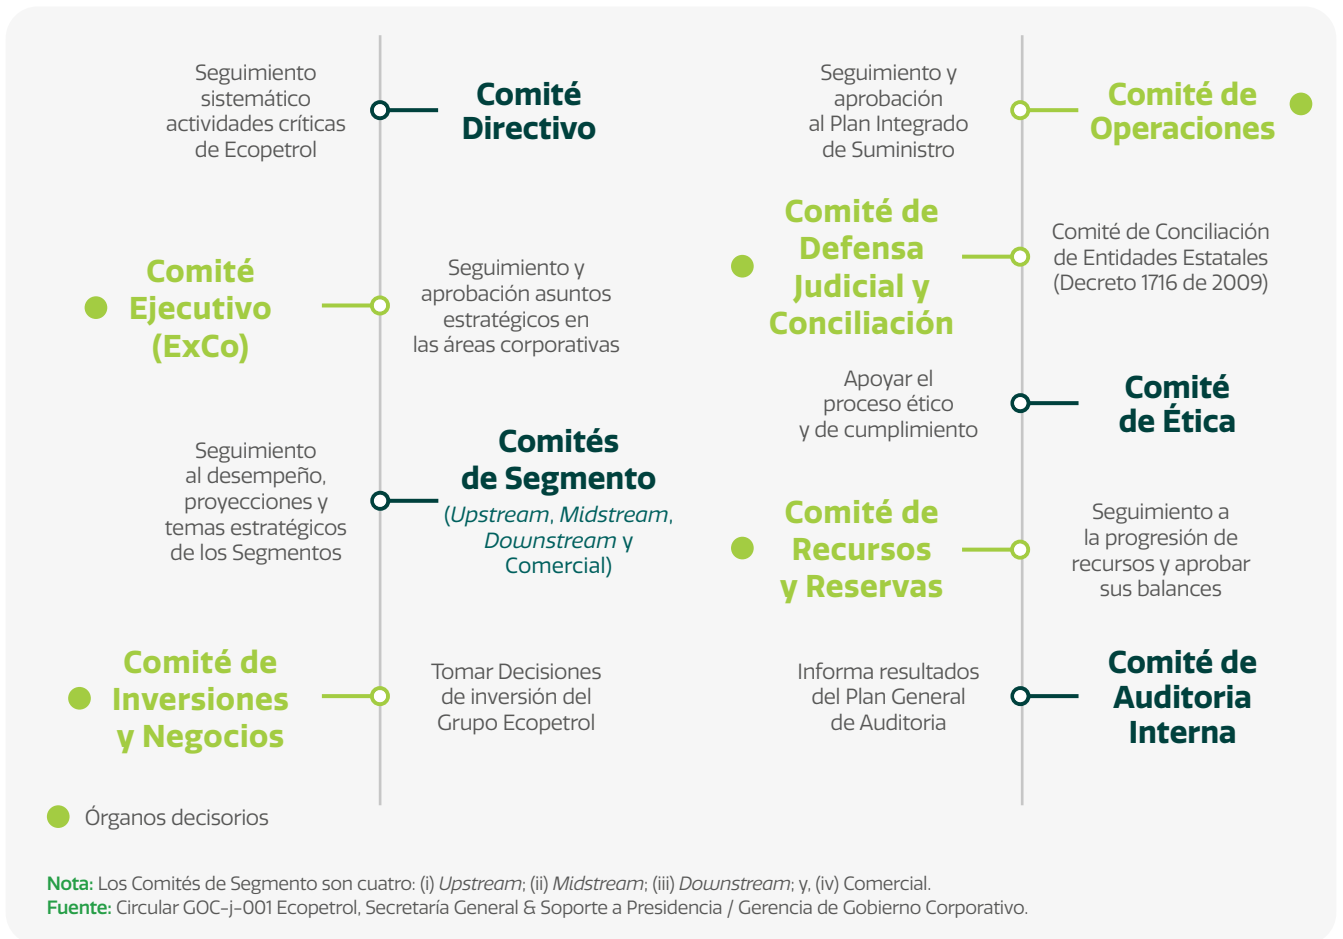 Seguimiento
sistemático
actividades críticas
de Ecopetrol
Comité
Directivo
Comité
Ejecutivo
(ExCo)
Seguimiento y
aprobación asuntos
estratégicos en
las áreas corporativas
Seguimiento
al desempeño,
proyecciones y
temas estratégicos
de los Segmentos
Comités
de Segmento
(Upstream, Midstream,
Downstream y
Comercial)
Comité de
Inversiones
y Negocios
Tomar Decisiones
de inversión del
Grupo Ecopetrol
Seguimiento y
aprobación
al Plan Integrado
de Suministro
Comité de
Operaciones
Comité de
Defensa
Judicial y
Conciliación
Comité de Conciliación
de Entidades Estatales
(Decreto 1716 de 2009)
Apoyar el
proceso ético
y de cumplimiento
Comité
de Ética
Comité de
Recursos
y Reservas
Seguimiento a
la progresión de
recursos y aprobar
sus balances
Informa resultados
del Plan General
de Auditoria
Comité de
Auditoria
Interna
Órganos decisorios
Nota: Los Comités de Segmento son cuatro: (i) Upstream; (ii) Midstream; (iii) Downstream; y, (iv) Comercial.
Fuente: Circular GOC-j-001 Ecopetrol, Secretaría General & Soporte a Presidencia / Gerencia de Gobierno Corporativo.